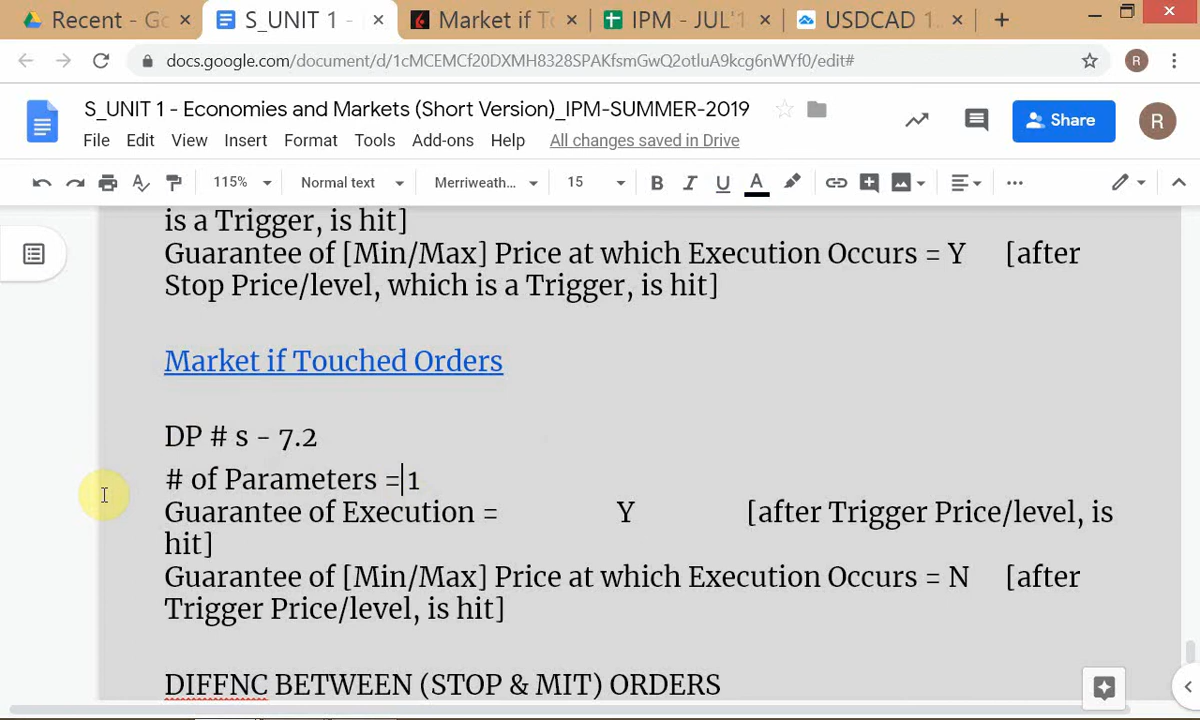 Recent - Go
S_UNIT 1 -
Market if To
IPM - JUL'1
USDCAD 1.
docs.google.com/document/d/1cMCEMCf20DXMH8328SPAKfsmGwQ2otluA9kcg6nWYf0/edit#
R
S_UNIT 1 - Economies and Markets (Short Version)_IPM-SUMMER-2019
File Edit View Insert Format Tools Add-ons Help All changes saved in Drive
Share
R
115% Normal text Merriweath... 15 B I U A
is a Trigger, is hit]
Guarantee of [Min/Max] Price at which Execution Occurs = Y [after
Stop Price/level, which is a Trigger, is hit]
Market if Touched Orders
DP # s - 7.2
# of Parameters = 1
Guarantee of Execution = Y [after Trigger Price/level, is
hit]
Guarantee of [Min/Max] Price at which Execution Occurs = N [after
Trigger Price/level, is hit]
DIFFNC BETWEEN (STOP & MIT) ORDERS